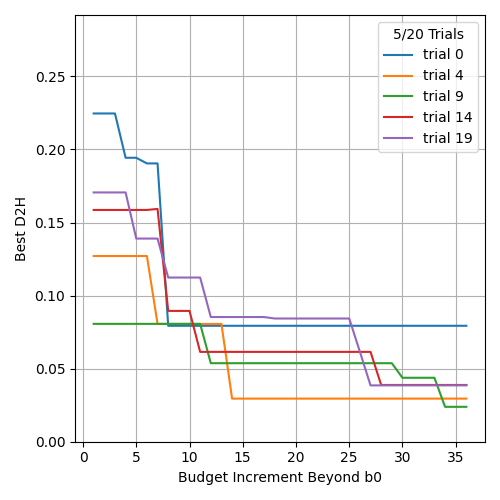 5/20 Trials
trial 0
trial 4
trial 9
trial 14
trial 19
Best D2H
0.25
0.20
0.15
0.10
0.05
0.00
0 5 10 15 20 25 30 35
Budget Increment Beyond b0